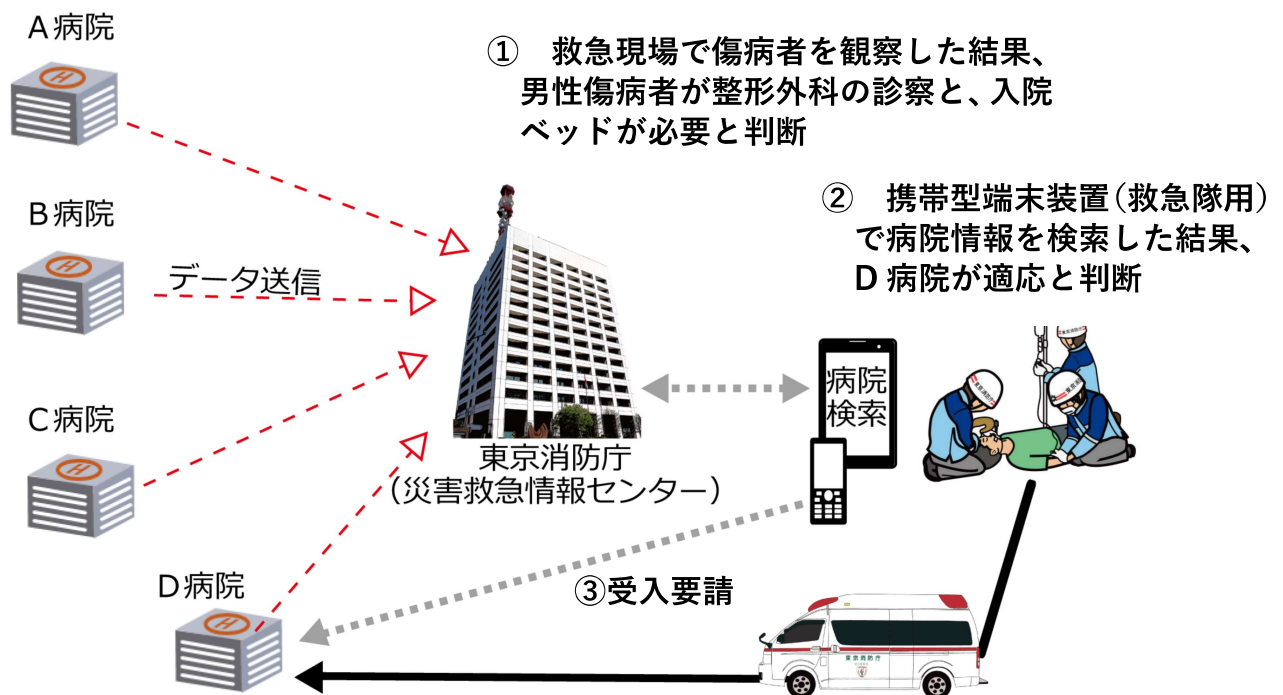 A病院
①　救急現場で傷病者を観察した結果、
男性傷病者が整形外科の診察と、入院
ベッドが必要と判断
B病院
データ送信
②　携帯型端末装置（救急隊用）
で病院情報を検索した結果、
D病院が適応と判断
病院
検索
C病院
東京消防庁
（災害救急情報センター）
D病院
③受入要請
東京消防庁
H
H
H
H